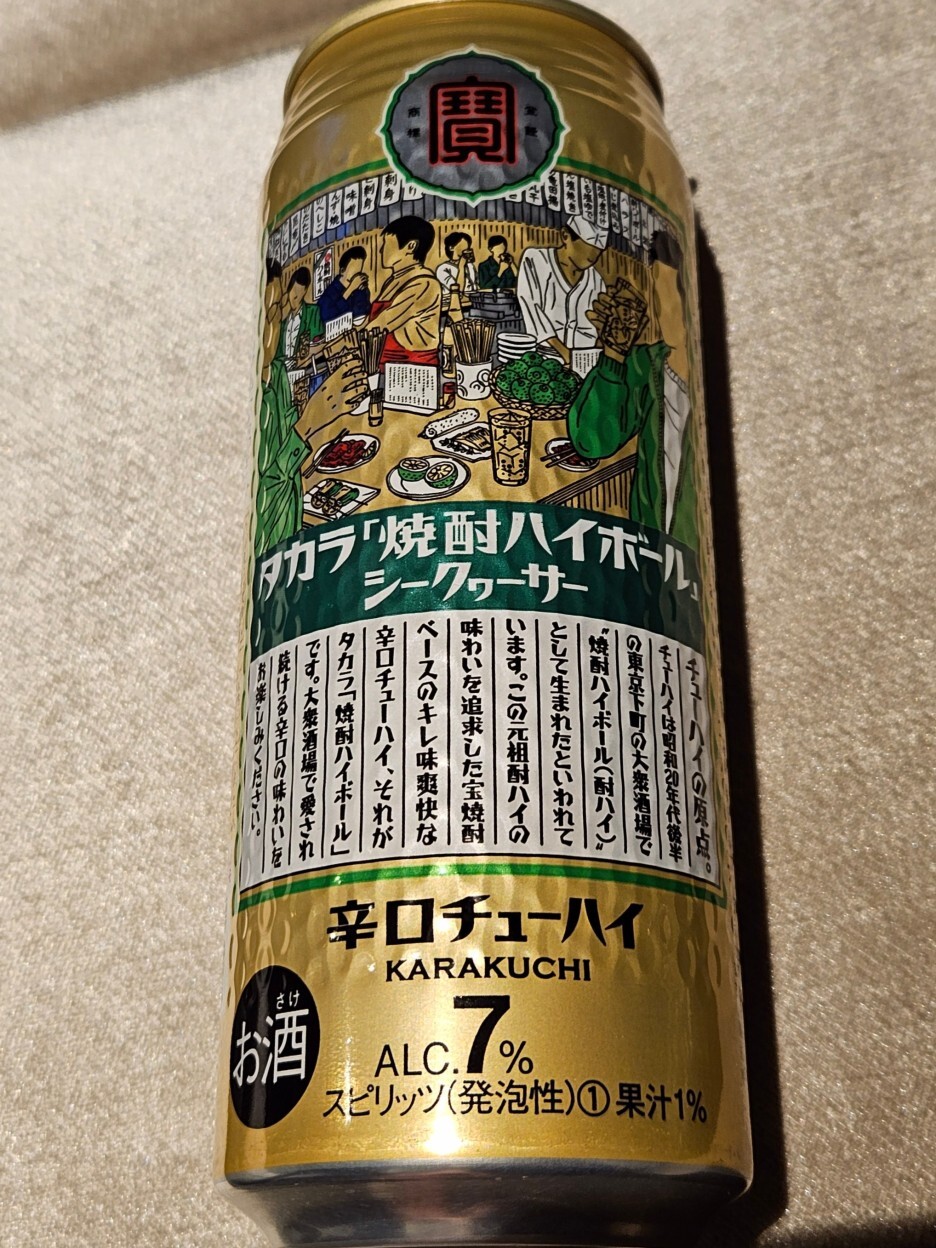 寳
タカラ「焼酎ハイボール」
シークヮーサー
チューハイの原点。
チューハイは昭和20年代後半
の東京下町の大衆酒場で
“焼酎ハイボール（酎ハイ）”
として生まれたといわれて
います。この元祖酎ハイの
味わいを追求した宝焼酎
ベースのキレ味爽快な
辛口チューハイ、それが
タカラ「焼酎ハイボール」
です。大衆酒場で愛され
続ける辛口の味わいを
お楽しみください。
辛口チューハイ
KARAKUCHI
さけ
お酒
ALC.7%
スピリッツ(発泡性)① 果汁1%